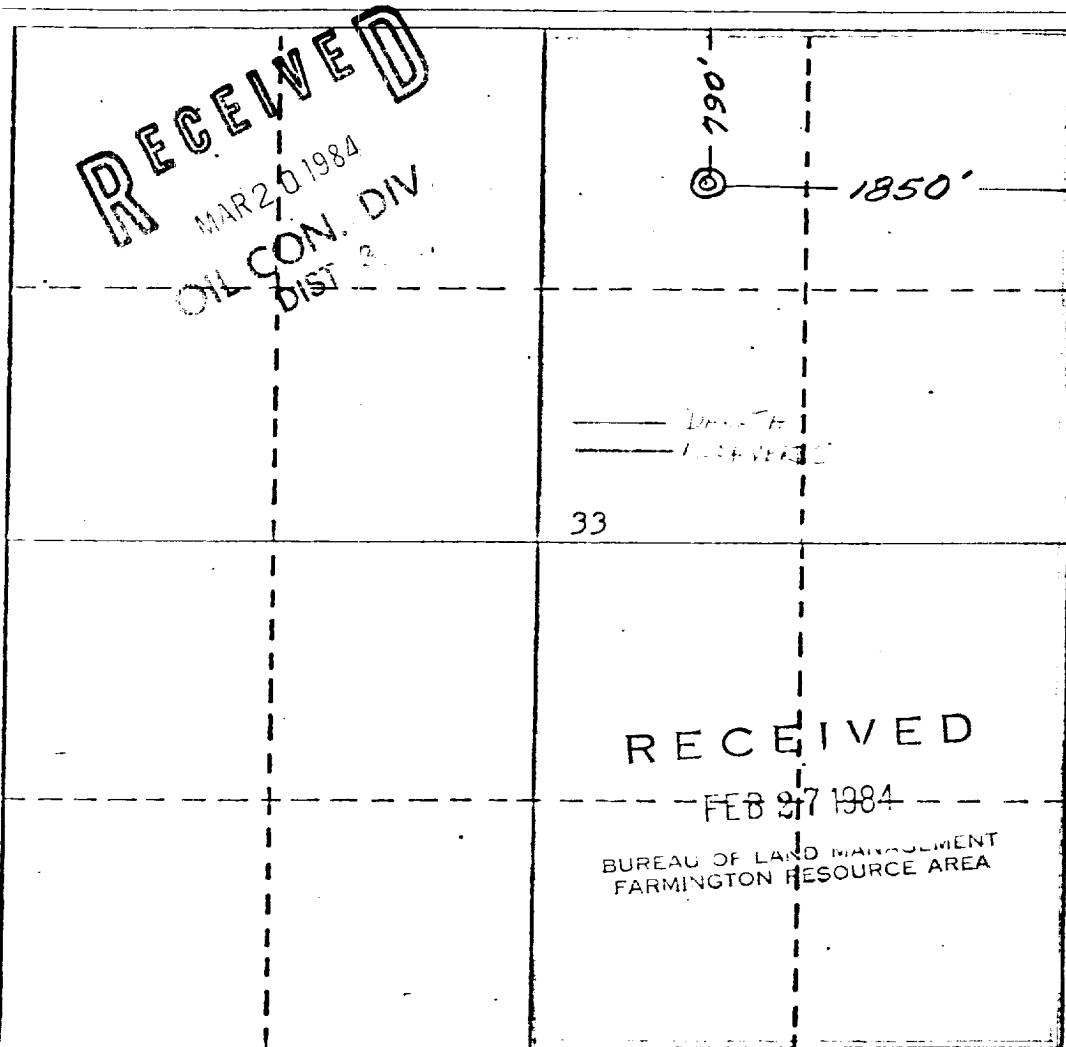 RECEIVED
MAR 20 1984
OIL CON. DIV
DIST 3
790'
1850'
33
RECEIVED
FEB 27 1984
BUREAU OF LAND MANAGEMENT
FARMINGTON RESOURCE AREA